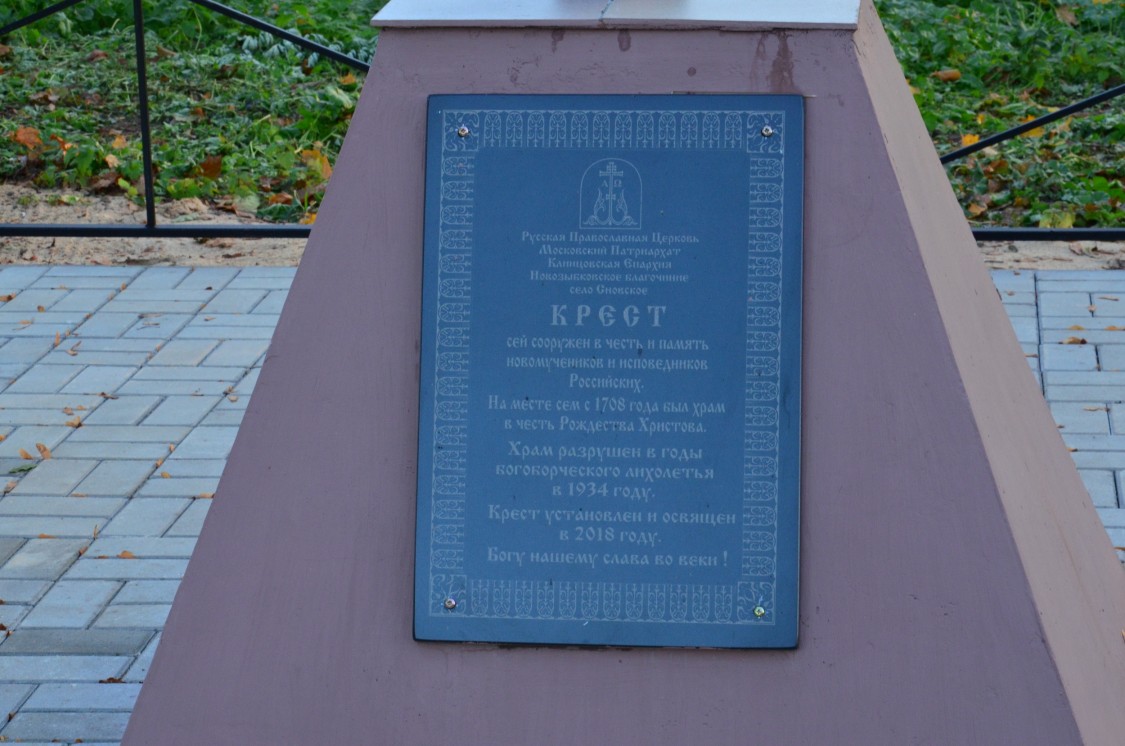 Α Ω
Русская Православная Церковь
Московский Патриархат
Клинцовская Епархия
Новозыбковское благочиние
село Сновское
КРЕСТ
сей сооружен в честь и память
новомучеников и исповедников
Российских.
На месте сем с 1708 года был храм
в честь Рождества Христова.
Храм разрушен в годы
богоборческого лихолетья
в 1934 году.
Крест установлен и освящен
в 2018 году.
Богу нашему слава во веки !